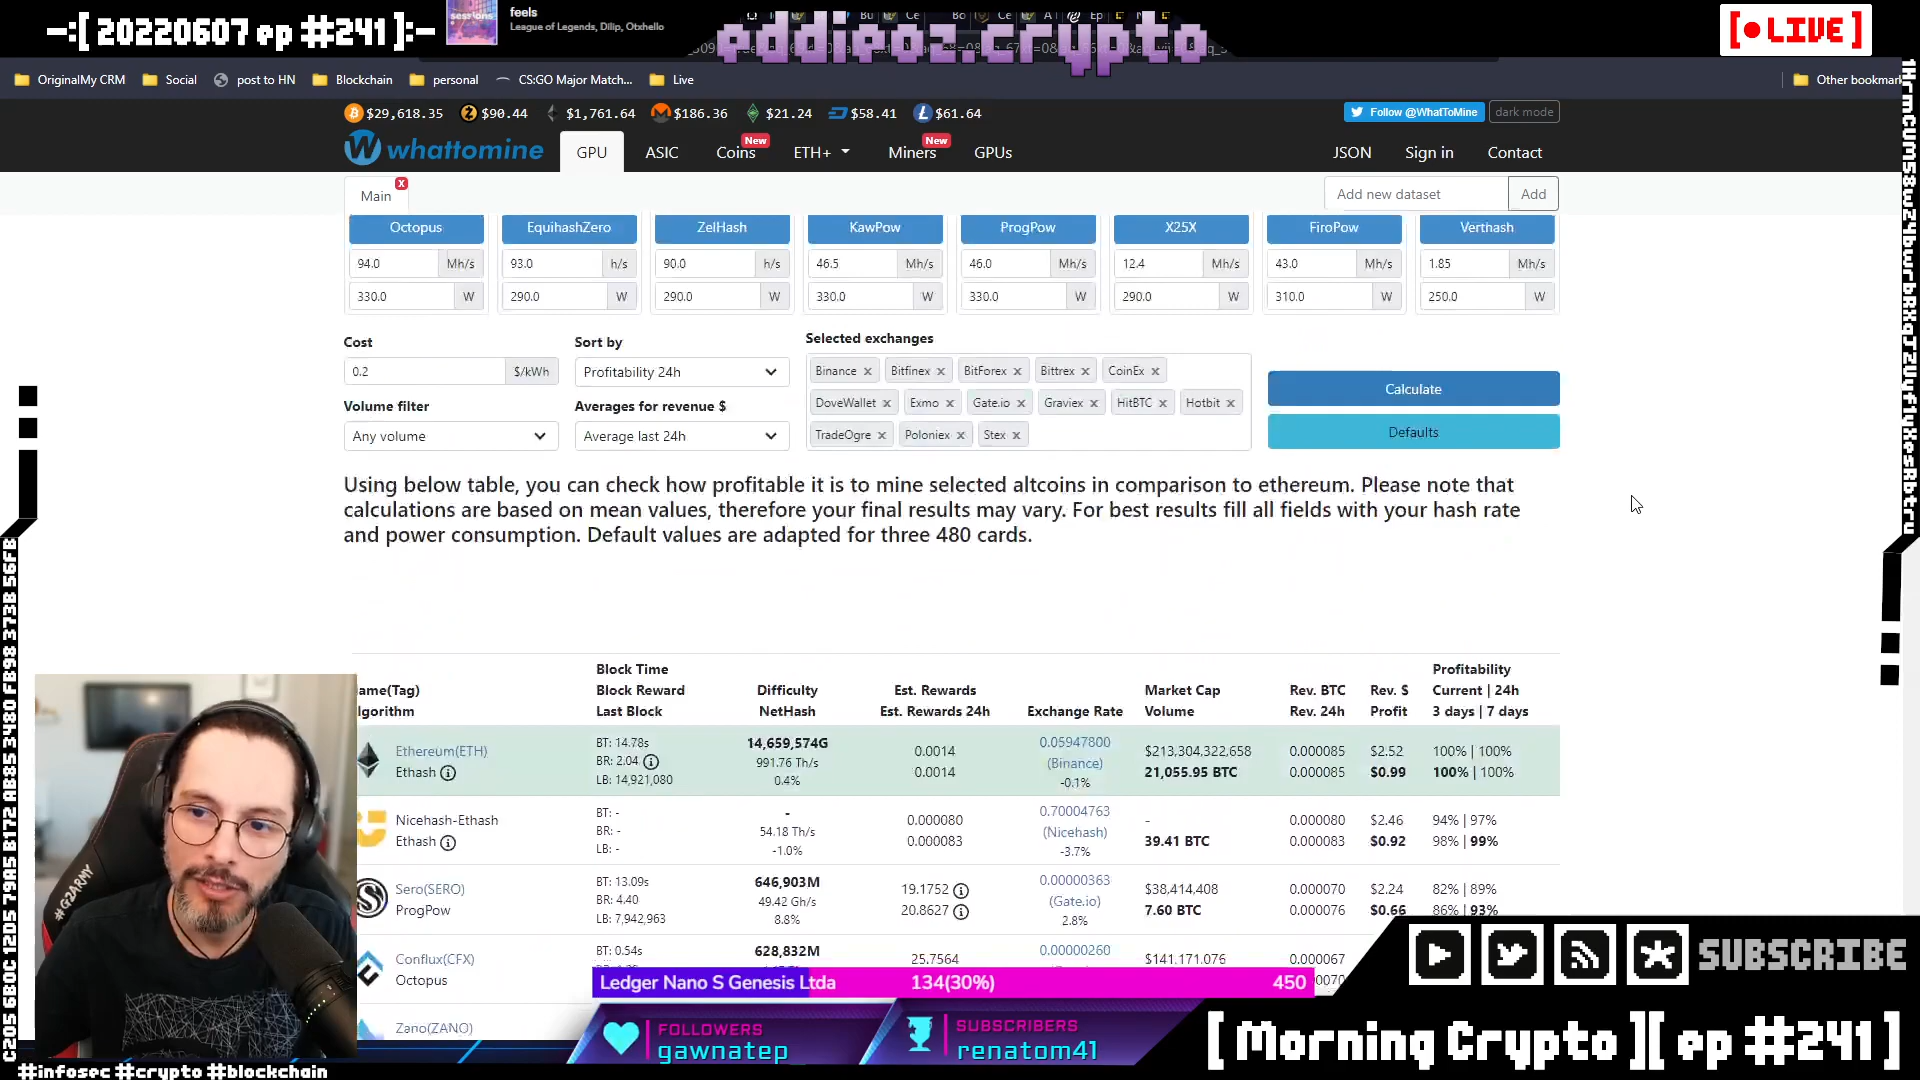 -:[ 20220607 ep #241 ]:-
sessions
feels
League of Legends, Dilip, Otxhello
eddieoz.crypto
[ • LIVE ]
OriginalMy CRM
Social
post to HN
Blockchain
personal
CS:GO Major Match...
Live
Other bookmark
$29,618.35
$90.44
$1,761.64
$186.36
$21.24
$58.41
$61.64
Follow @WhatToMine
dark mode
whattomine
GPU
ASIC
Coins
New
ETH+
Miners
New
GPUs
JSON
Sign in
Contact
Main
x
Add new dataset
Add
Octopus
EquihashZero
ZelHash
KawPow
ProgPow
X25X
FiroPow
Verthash
94.0 Mh/s
93.0 h/s
90.0 h/s
46.5 Mh/s
46.0 Mh/s
12.4 Mh/s
43.0 Mh/s
1.85 Mh/s
330.0 W
290.0 W
290.0 W
330.0 W
330.0 W
290.0 W
310.0 W
250.0 W
Cost
0.2 $/kWh
Sort by
Profitability 24h
Volume filter
Any volume
Averages for revenue $
Average last 24h
Selected exchanges
Binance × Bitfinex × BitForex × Bittrex × CoinEx ×
DoveWallet × Exmo × Gate.io × Graviex × HitBTC × Hotbit ×
TradeOgre × Poloniex × Stex ×
Calculate
Defaults
Using below table, you can check how profitable it is to mine selected altcoins in comparison to ethereum. Please note that
calculations are based on mean values, therefore your final results may vary. For best results fill all fields with your hash rate
and power consumption. Default values are adapted for three 480 cards.
ame(Tag)
lgorithm
Block Time
Block Reward
Last Block
Difficulty
NetHash
Est. Rewards
Est. Rewards 24h
Exchange Rate
Market Cap
Volume
Rev. BTC
Rev. 24h
Rev. $
Profit
Profitability
Current | 24h
3 days | 7 days
Ethereum(ETH)
Ethash
BT: 14.78s
BR: 2.04
LB: 14,921,080
14,659,574G
991.76 Th/s
0.4%
0.0014
0.0014
0.05947800
(Binance)
-0.1%
$213,304,322,658
21,055.95 BTC
0.000085
0.000085
$2.52
$0.99
100% | 100%
100% | 100%
Nicehash-Ethash
Ethash
BT: -
BR: -
LB: -
-
54.18 Th/s
-1.0%
0.000080
0.000083
0.70004763
(Nicehash)
-3.7%
-
39.41 BTC
0.000080
0.000083
$2.46
$0.92
94% | 97%
98% | 99%
Sero(SERO)
ProgPow
BT: 13.09s
BR: 4.40
LB: 7,942,963
646,903M
49.42 Gh/s
8.8%
19.1752
20.8627
0.00000363
(Gate.io)
2.8%
$38,414,408
7.60 BTC
0.000070
0.000076
$2.24
$0.66
82% | 89%
86% | 93%
Conflux(CFX)
Octopus
BT: 0.54s
628,832M
25.7564
0.00000260
$141,171,076
0.000067
Zano(ZANO)
#G2ARMY
Ledger Nano S Genesis Ltda
134(30%)
450
FOLLOWERS
gawnatep
SUBSCRIBERS
renatom41
SUBSCRIBE
[ Morning Crypto ][ ep #241 ]
#infosec #crypto #blockchain
C205 6B0C 12D5 79A5 B172 AB85 3480 FB98 373B 56FB